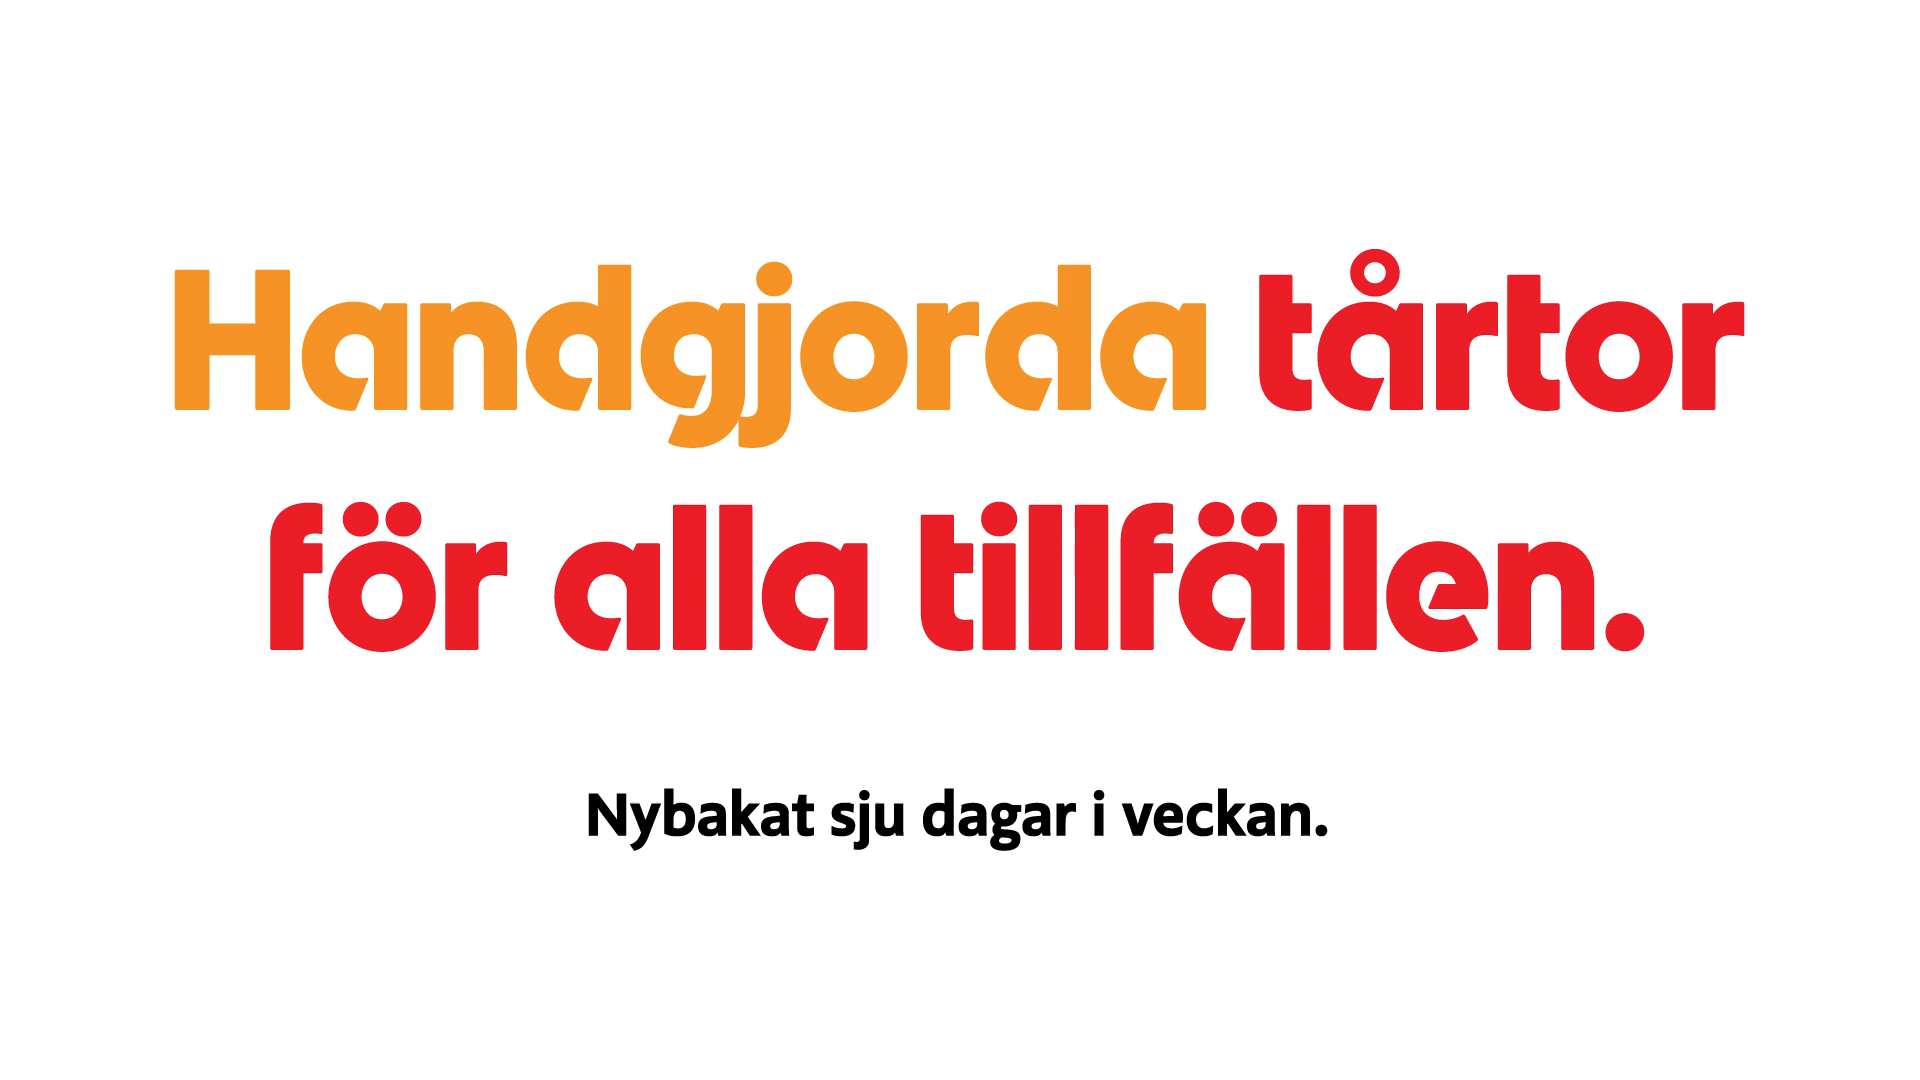 Handgjorda tårtor
för alla tillfällen.
Nybakat sju dagar i veckan.